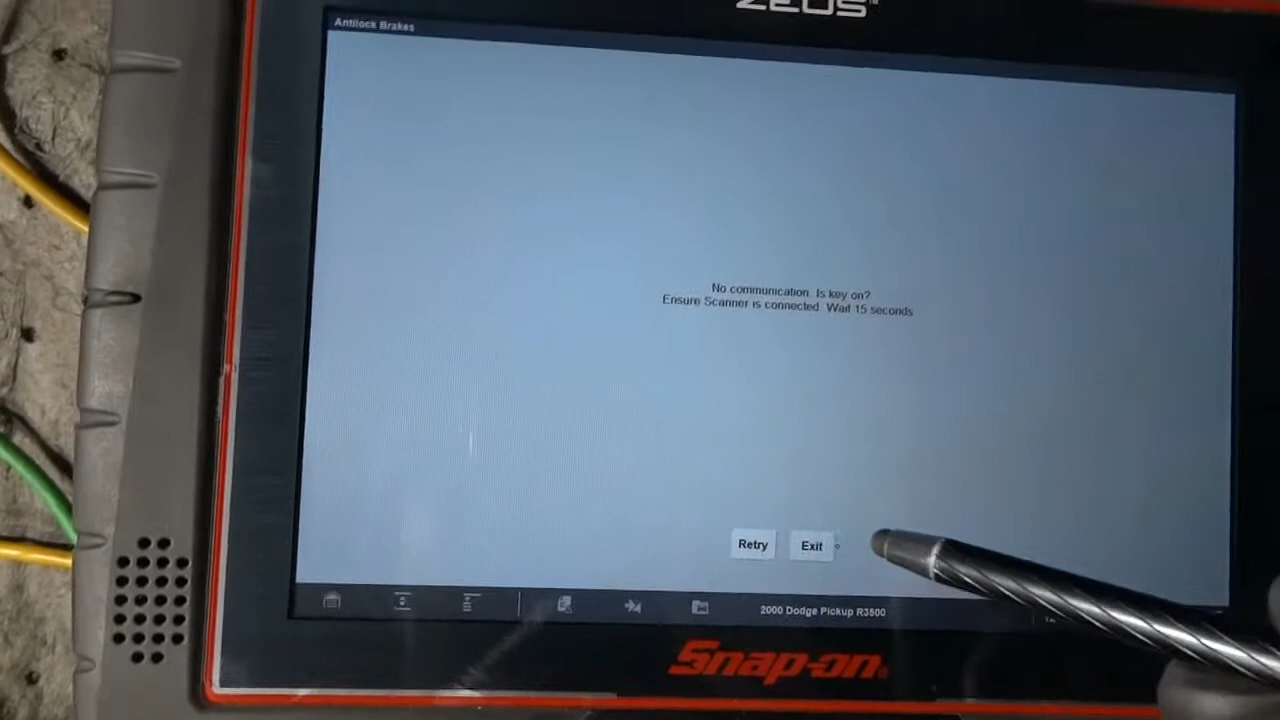 ZEUS
Antilock Brakes
No communication. Is key on?
Ensure Scanner is connected. Wait 15 seconds
Retry
Exit
2000 Dodge Pickup R3500
Snap-on